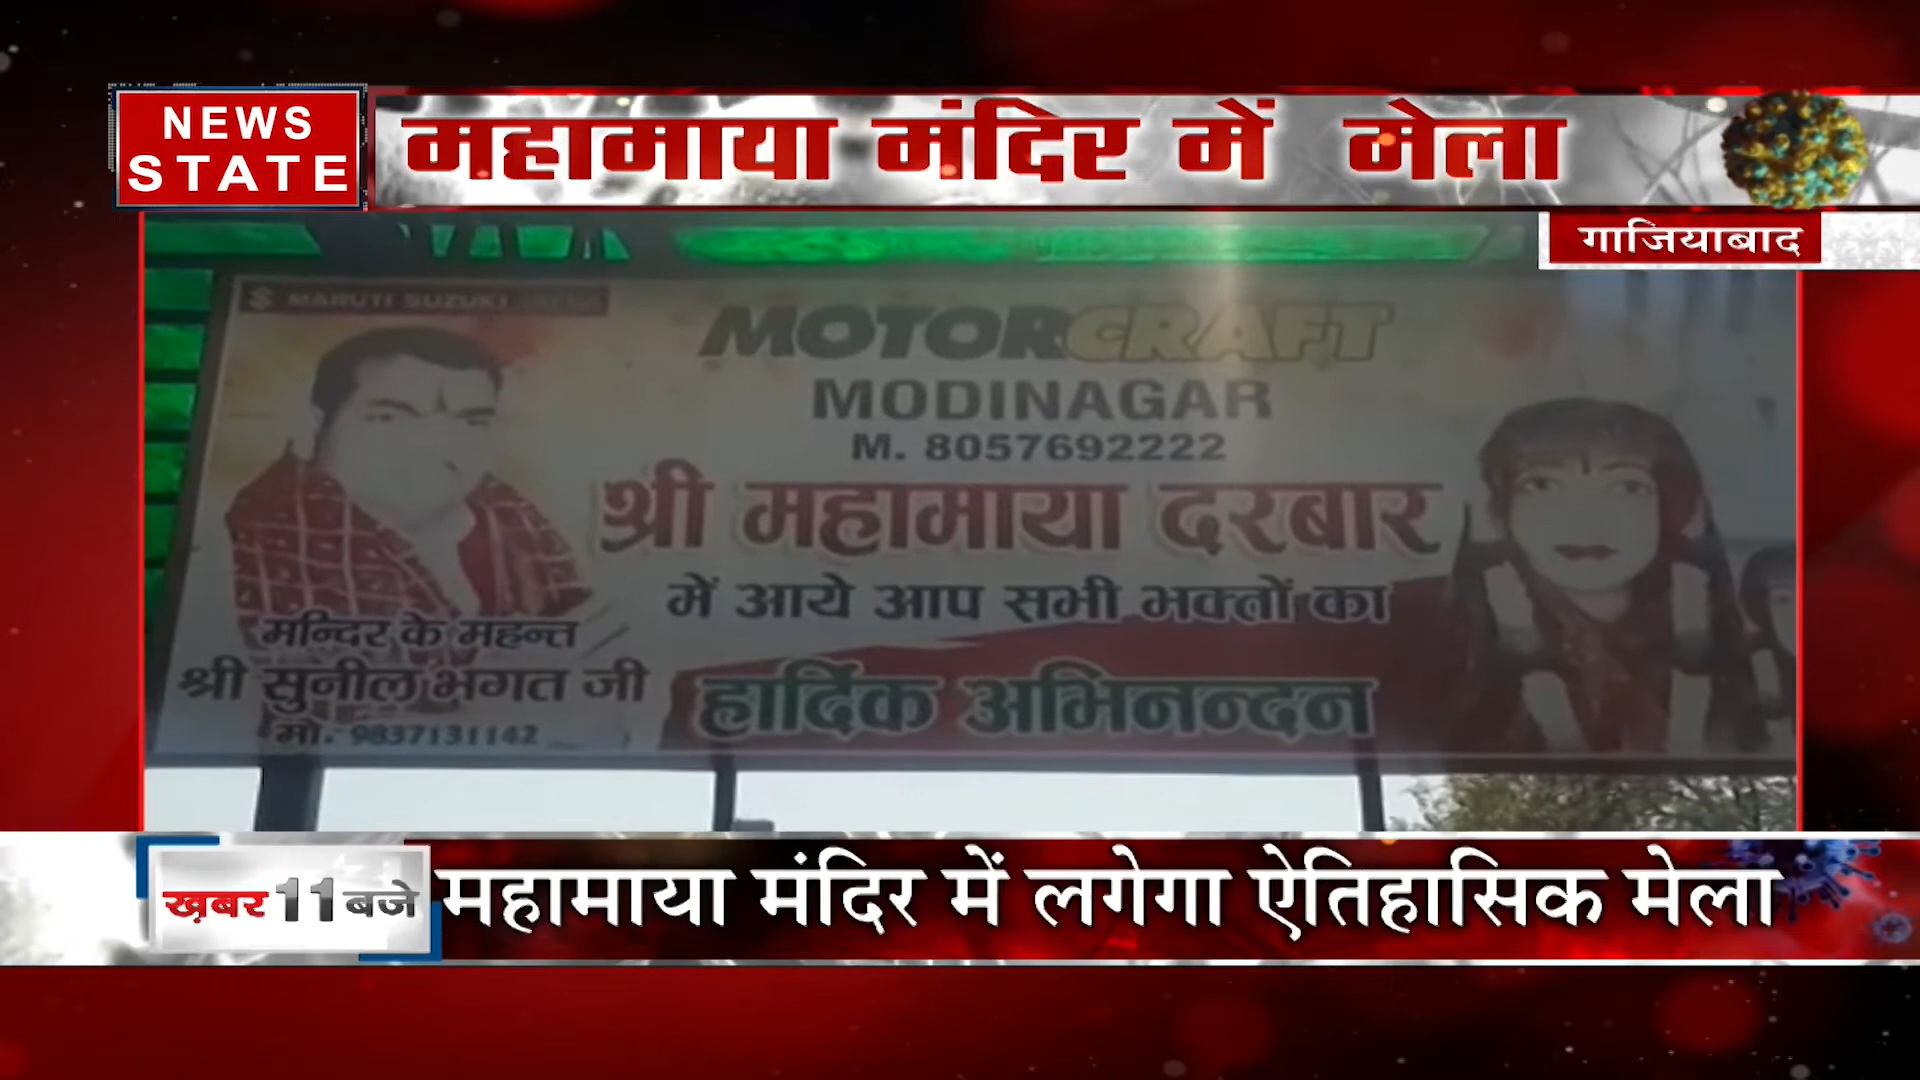 NEWS
STATE
महामाया मंदिर में मेला
गाजियाबाद
MARUTI SUZUKI
MOTORCRAFT
MODINAGAR
M. 8057692222
श्री महामाया दरबार
में आये आप सभी भक्तों का
हार्दिक अभिनन्दन
मन्दिर के महन्त
श्री सुनील भगत जी
मो. 9837131142
ख़बर 11 बजे
महामाया मंदिर में लगेगा ऐतिहासिक मेला